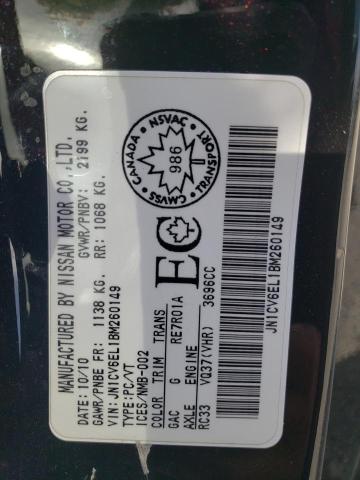 MANUFACTURED BY NISSAN MOTOR CO.,LTD.
DATE: 10/10 GVWR/PNBV: 2199 KG.
GAWR/PNBE FR: 1138 KG. RR: 1068 KG.
VIN: JN1CV6EL1BM260149
TYPE:PC/VT
ICES/NMB-002
COLOR TRIM TRANS
GAC G RE7R01A
AXLE ENGINE
RC33 VQ37(VHR) 3696CC
EC
CANADA NSVAC TRANSPORT CMVSS
986
JN1CV6EL1BM260149